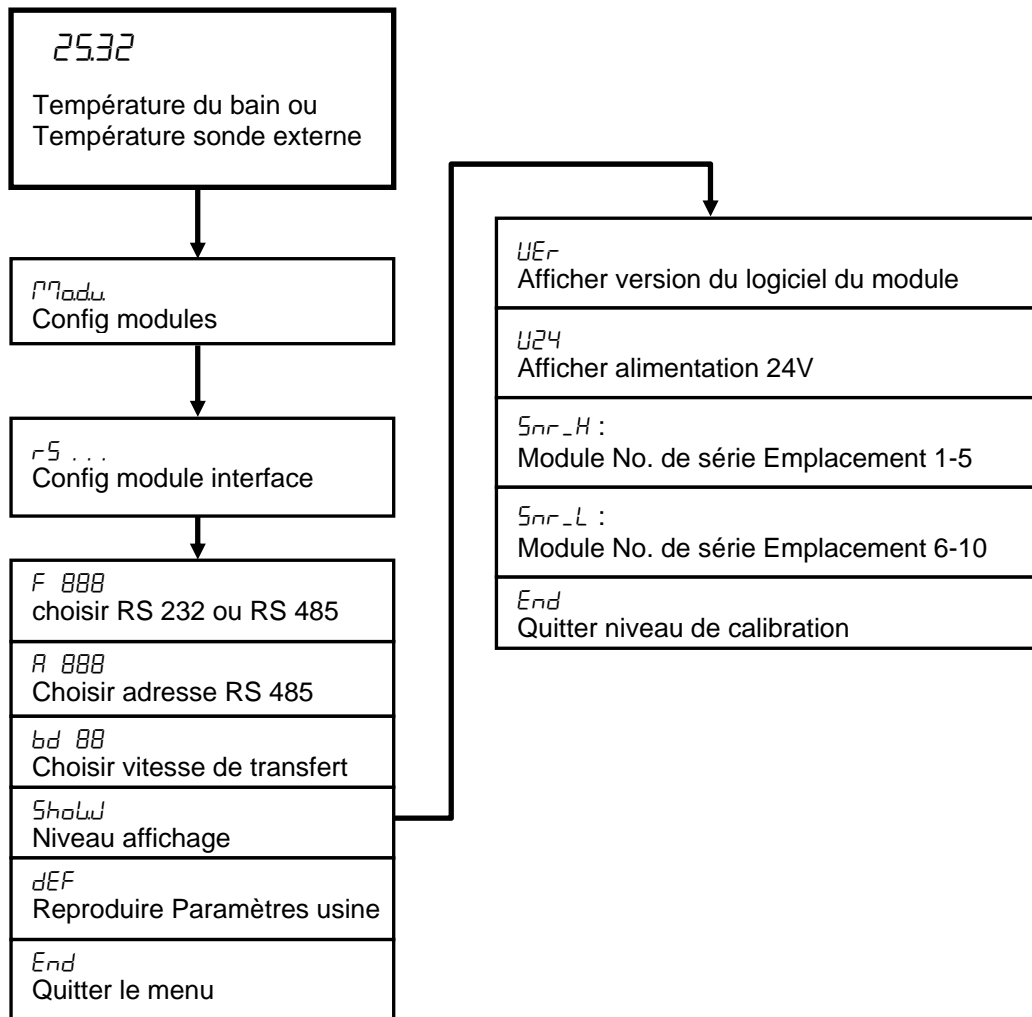 25.32
Température du bain ou
Température sonde externe
Modu.
Config modules
rS . . .
Config module interface
F 888
choisir RS 232 ou RS 485
A 888
Choisir adresse RS 485
bd 88
Choisir vitesse de transfert
ShoW
Niveau affichage
dEF
Reproduire Paramètres usine
End
Quitter le menu
VEr
Afficher version du logiciel du module
U24
Afficher alimentation 24V
Snr_H :
Module No. de série Emplacement 1-5
Snr_L :
Module No. de série Emplacement 6-10
End
Quitter niveau de calibration